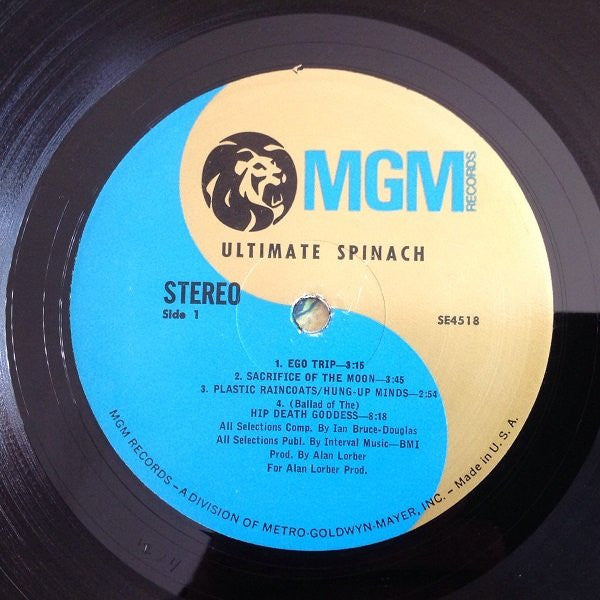 MGM
RECORDS
ULTIMATE SPINACH
STEREO
Side 1
SE4518
1. EGO TRIP—3:15
2. SACRIFICE OF THE MOON—3:45
3. PLASTIC RAINCOATS/HUNG-UP MINDS—2:54
4. (Ballad of The)
HIP DEATH GODDESS—8:18
All Selections Comp. By Ian Bruce-Douglas
All Selections Publ. By Interval Music—BMI
Prod. By Alan Lorber
For Alan Lorber Prod.
MGM RECORDS – A DIVISION OF METRO-GOLDWYN-MAYER, INC. – Made in U. S. A.